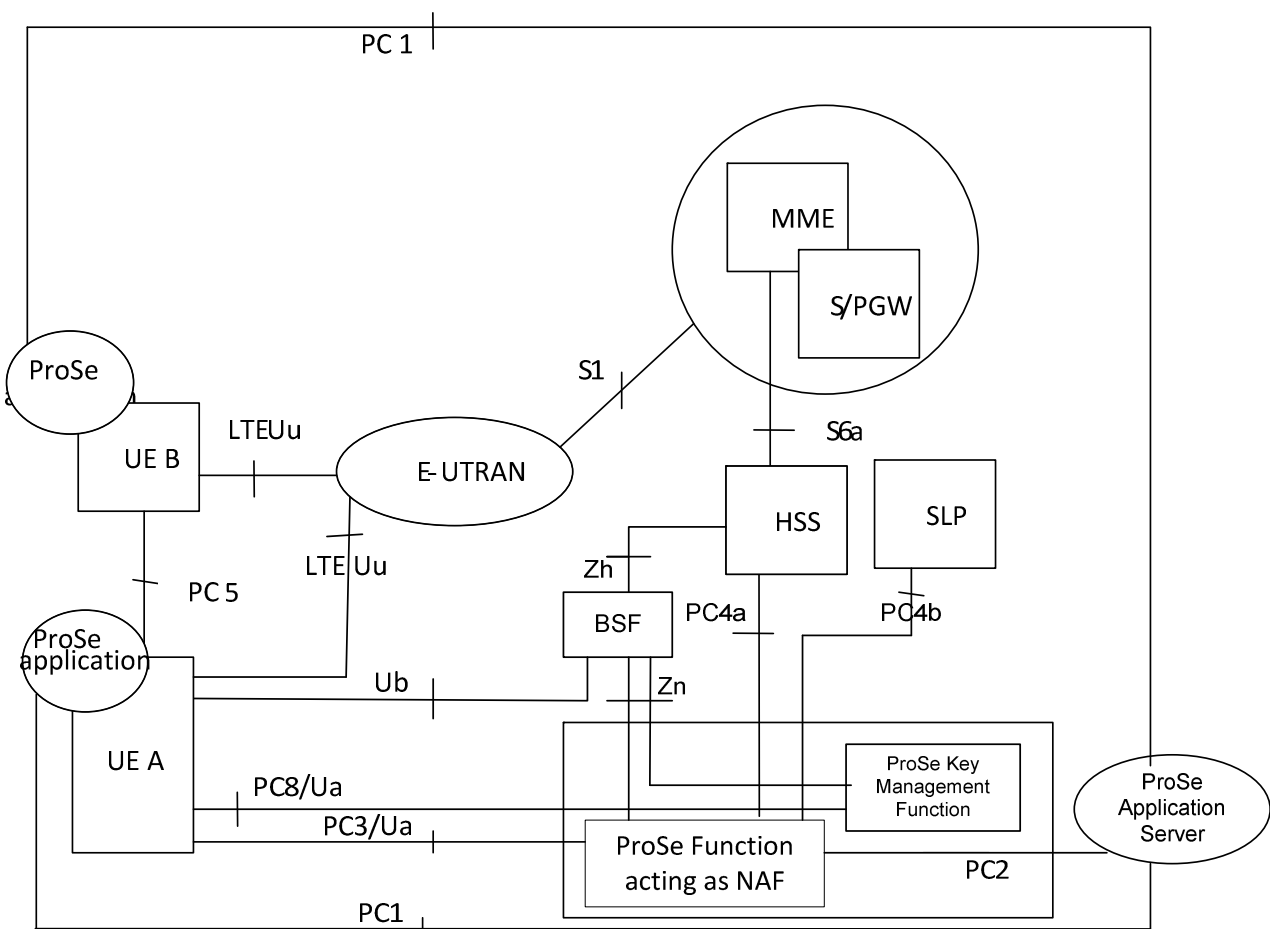 PC 1
MME
S/PGW
S1
ProSe
LTEUu
UE B
E-UTRAN
S6a
HSS
SLP
LTE Uu
Zh
PC 5
BSF
PC4a
PC4b
ProSe
application
Ub
Zn
UE A
ProSe Key
Management
Function
PC8/Ua
ProSe
Application
Server
PC3/Ua
ProSe Function
acting as NAF
PC2
PC1